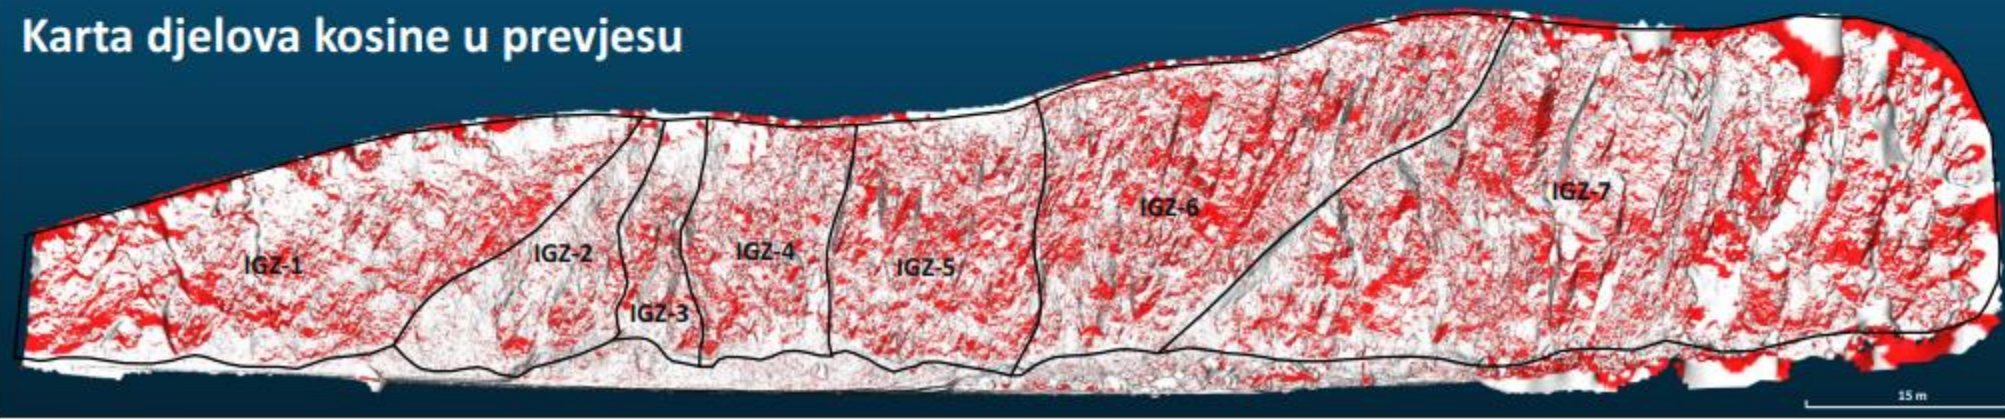 Karta djelova kosine u prevjesu
IGZ-1
IGZ-2
IGZ-3
IGZ-4
IGZ-5
IGZ-6
IGZ-7
15 m